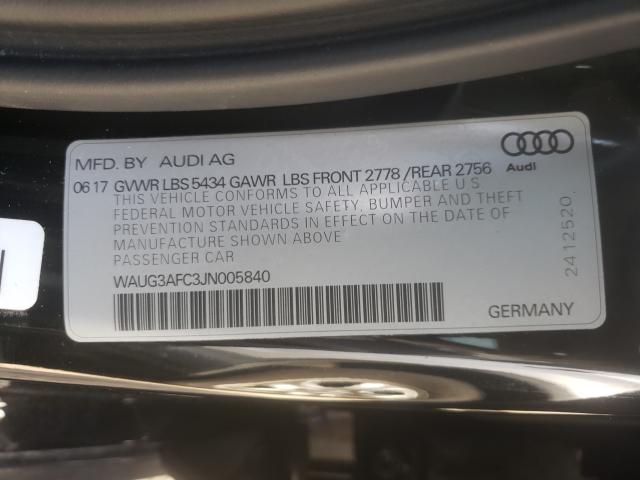 MFD. BY AUDI AG
Audi
06 17 GVWR LBS 5434 GAWR LBS FRONT 2778 /REAR 2756
THIS VEHICLE CONFORMS TO ALL APPLICABLE U S
FEDERAL MOTOR VEHICLE SAFETY, BUMPER AND THEFT
PREVENTION STANDARDS IN EFFECT ON THE DATE OF
MANUFACTURE SHOWN ABOVE
PASSENGER CAR
2412520
WAUG3AFC3JN005840
GERMANY